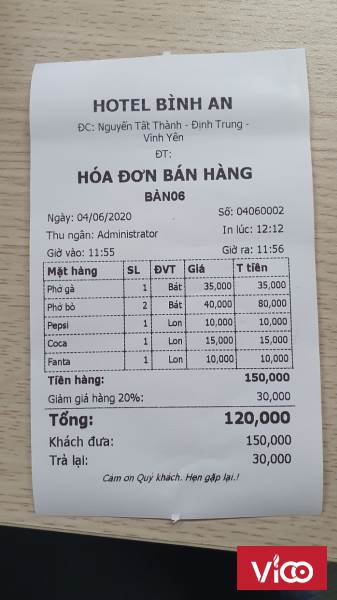 HOTEL BÌNH AN
ĐC: Nguyễn Tất Thành - Định Trung -
Vĩnh Yên
ĐT:
HÓA ĐƠN BÁN HÀNG
BÀN06
Ngày: 04/06/2020 Số: 04060002
Thu ngân: Administrator In lúc: 12:12
Giờ vào: 11:55 Giờ ra: 11:56
Mặt hàng SL ĐVT Giá T tiền
Phở gà 1 Bát 35,000 35,000
Phở bò 2 Bát 40,000 80,000
Pepsi 1 Lon 10,000 10,000
Coca 1 Lon 15,000 15,000
Fanta 1 Lon 10,000 10,000
Tiền hàng: 150,000
Giảm giá hàng 20%: 30,000
Tổng: 120,000
Khách đưa: 150,000
Trả lại: 30,000
Cảm ơn Quý khách. Hẹn gặp lại.!
Vico